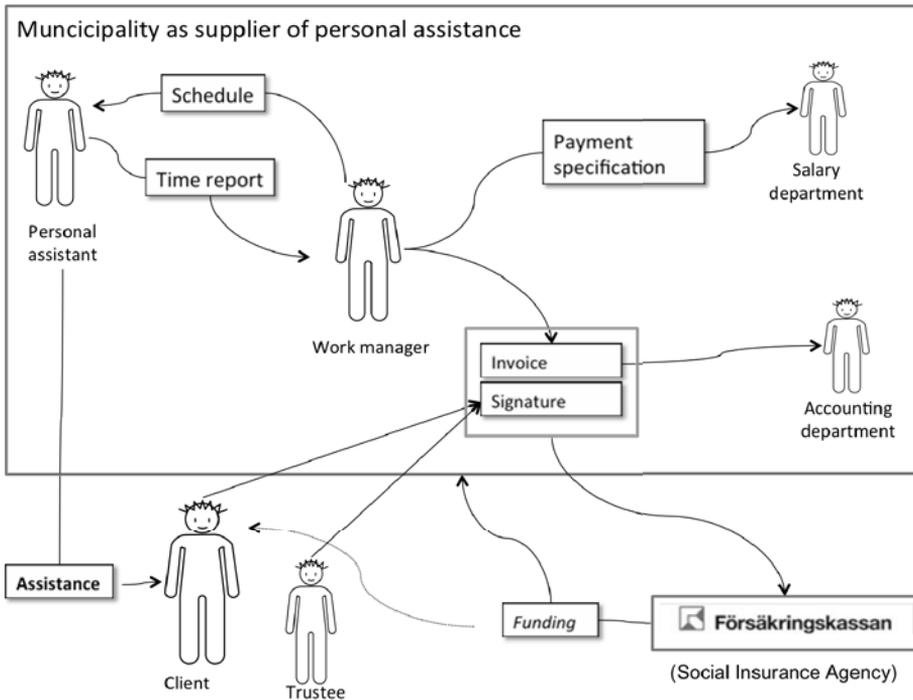 Muncicipality as supplier of personal assistance
Schedule
Time report
Personal
assistant
Work manager
Payment
specification
Salary
department
Invoice
Signature
Accounting
department
Assistance
Client
Trustee
Funding
Försäkringskassan
(Social Insurance Agency)